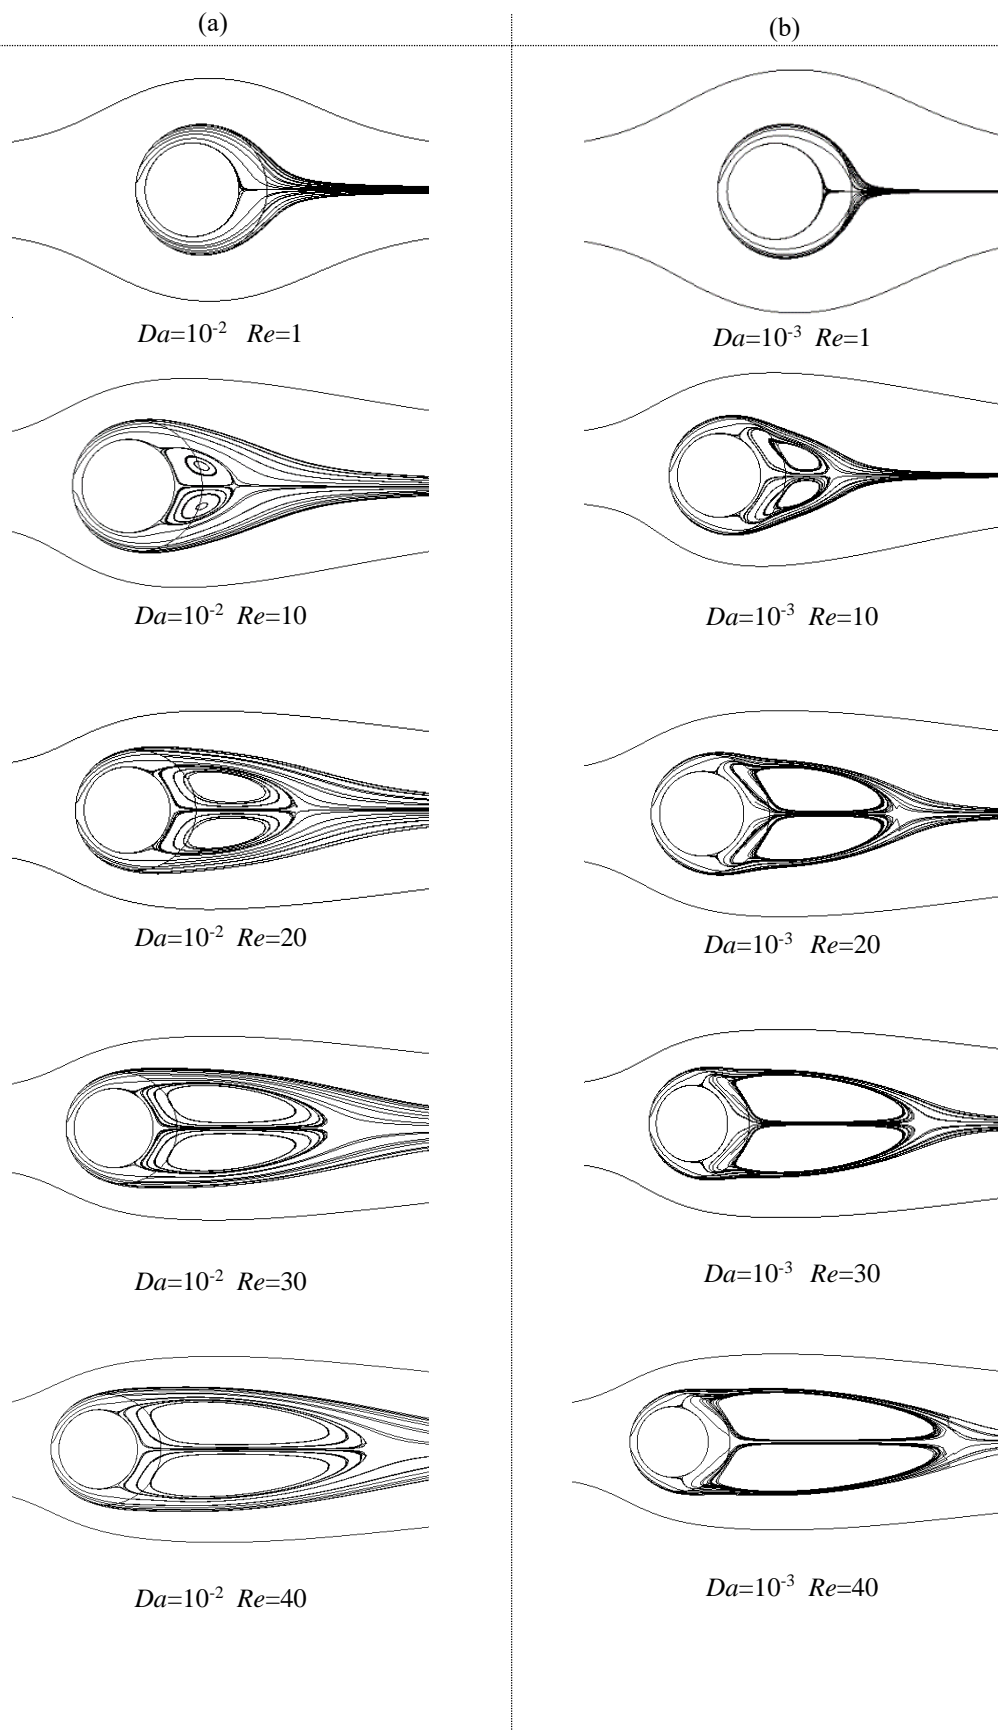 (a) (b)
Da=10⁻² Re=1 Da=10⁻³ Re=1
Da=10⁻² Re=10 Da=10⁻³ Re=10
Da=10⁻² Re=20 Da=10⁻³ Re=20
Da=10⁻² Re=30 Da=10⁻³ Re=30
Da=10⁻² Re=40 Da=10⁻³ Re=40